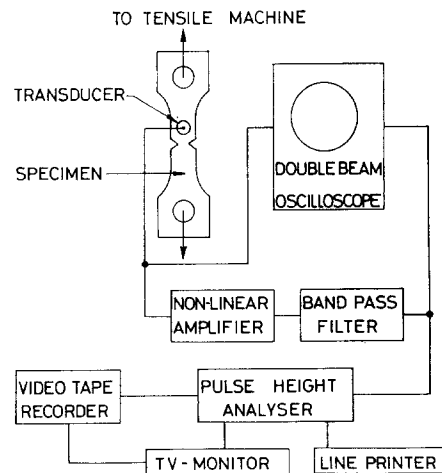 TO TENSILE MACHINE
TRANSDUCER
SPECIMEN
DOUBLE BEAM
OSCILLOSCOPE
NON-LINEAR
AMPLIFIER
BAND PASS
FILTER
VIDEO TAPE
RECORDER
PULSE HEIGHT
ANALYSER
TV-MONITOR
LINE PRINTER